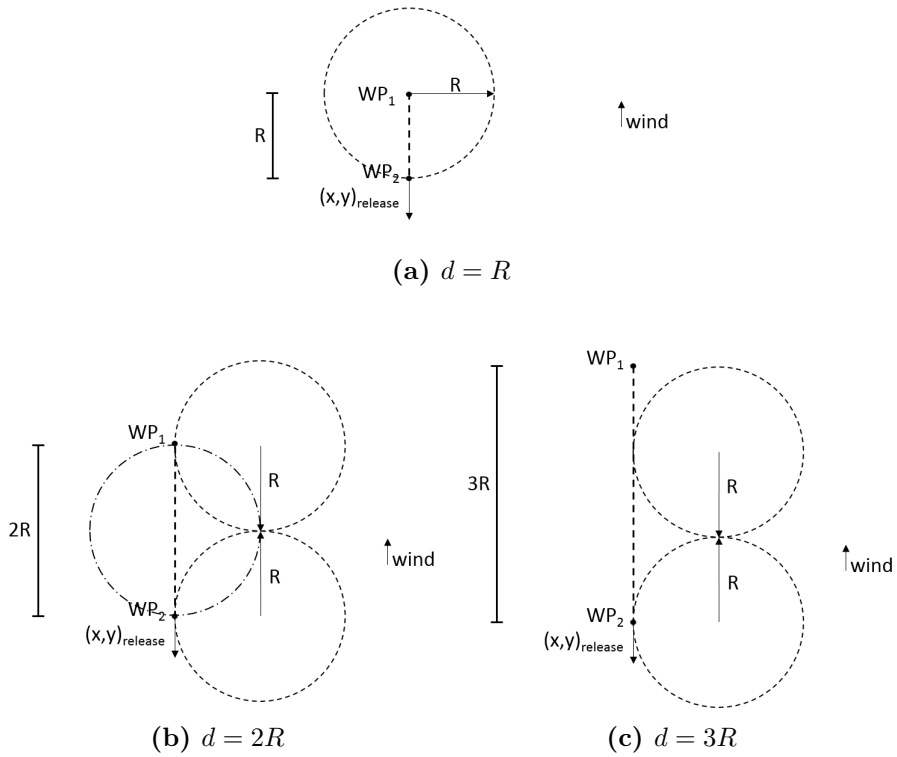 WP₁
R
R
wind
WP₂
(x,y)release
(a) d = R
WP₁
R
2R
R
wind
WP₂
(x,y)release
(b) d = 2R
WP₁
R
3R
R
wind
WP₂
(x,y)release
(c) d = 3R